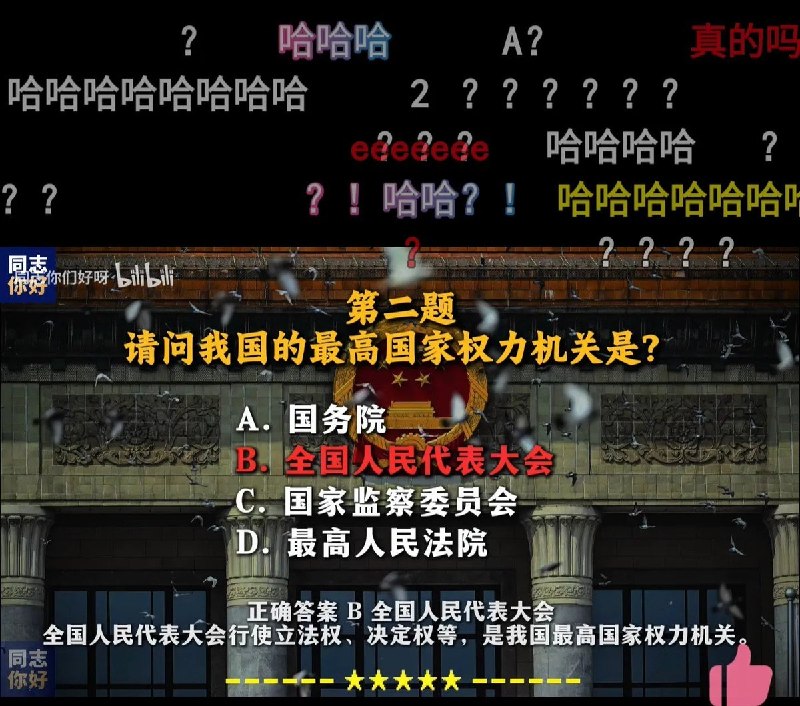 ？ 哈哈哈 A？ 真的吗
哈哈哈哈哈哈哈哈 2 ？？？？？？
？？？ 哈哈哈哈 ？
eeeeeee
？？ ？！哈哈？！ 哈哈哈哈哈哈哈
？ ？？？？
同志
你好
你们好呀 bilibili
第二题
请问我国的最高国家权力机关是？
A. 国务院
B. 全国人民代表大会
C. 国家监察委员会
D. 最高人民法院
正确答案 B 全国人民代表大会
全国人民代表大会行使立法权、决定权等，是我国最高国家权力机关。
同志
你好
------★★★★★------